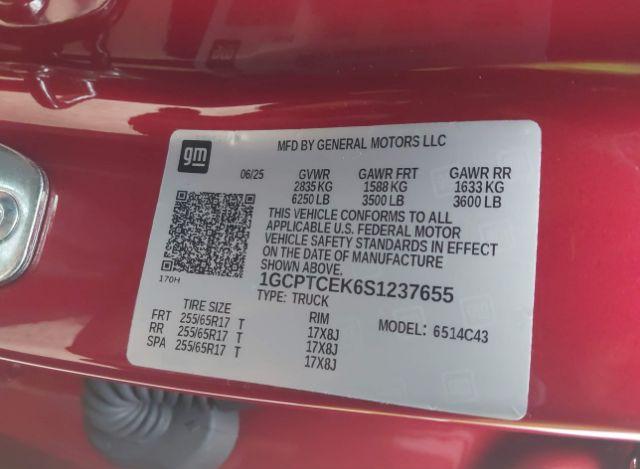 gm
MFD BY GENERAL MOTORS LLC
06/25 GVWR GAWR FRT GAWR RR
2835 KG 1588 KG 1633 KG
6250 LB 3500 LB 3600 LB
THIS VEHICLE CONFORMS TO ALL
APPLICABLE U.S. FEDERAL MOTOR
VEHICLE SAFETY STANDARDS IN EFFECT
ON THE DATE OF MANUFACTURE
SHOWN ABOVE.
170H
1GCPTCEK6S1237655
TYPE: TRUCK
TIRE SIZE RIM MODEL: 6514C43
FRT 255/65R17 T 17X8J
RR 255/65R17 T 17X8J
SPA 255/65R17 T 17X8J